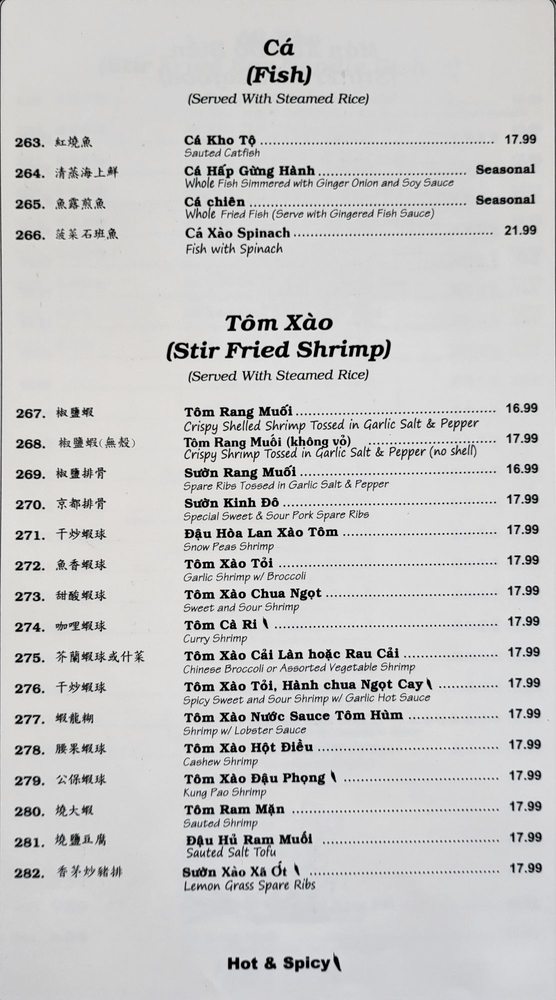 Cá
(Fish)
(Served With Steamed Rice)
263. 紅燒魚 Cá Kho Tộ 17.99
Sauted Catfish
264. 清蒸海上鮮 Cá Hấp Gừng Hành Seasonal
Whole Fish Simmered with Ginger Onion and Soy Sauce
265. 魚露煎魚 Cá chiên Seasonal
Whole Fried Fish (Serve with Gingered Fish Sauce)
266. 菠菜石班魚 Cá Xào Spinach 21.99
Fish with Spinach
Tôm Xào
(Stir Fried Shrimp)
(Served With Steamed Rice)
267. 椒鹽蝦 Tôm Rang Muối 16.99
Crispy Shelled Shrimp Tossed in Garlic Salt & Pepper
268. 椒鹽蝦(無殼) Tôm Rang Muối (không vỏ) 17.99
Crispy Shrimp Tossed in Garlic Salt & Pepper (no shell)
269. 椒鹽排骨 Sườn Rang Muối 16.99
Spare Ribs Tossed in Garlic Salt & Pepper
270. 京都排骨 Sườn Kinh Đô 17.99
Special Sweet & Sour Pork Spare Ribs
271. 干炒蝦球 Đậu Hòa Lan Xào Tôm 17.99
Snow Peas Shrimp
272. 魚香蝦球 Tôm Xào Tỏi 17.99
Garlic Shrimp w/ Broccoli
273. 甜酸蝦球 Tôm Xào Chua Ngọt 17.99
Sweet and Sour Shrimp
274. 咖哩蝦球 Tôm Cà Ri 17.99
Curry Shrimp
275. 芥蘭蝦球或什菜 Tôm Xào Cải Làn hoặc Rau Cải 17.99
Chinese Broccoli or Assorted Vegetable Shrimp
276. 干炒蝦球 Tôm Xào Tỏi, Hành chua Ngọt Cay 17.99
Spicy Sweet and Sour Shrimp w/ Garlic Hot Sauce
277. 蝦龍糊 Tôm Xào Nước Sauce Tôm Hùm 17.99
Shrimp w/ Lobster Sauce
278. 腰果蝦球 Tôm Xào Hột Điều 17.99
Cashew Shrimp
279. 公保蝦球 Tôm Xào Đậu Phọng 17.99
Kung Pao Shrimp
280. 燒大蝦 Tôm Ram Mặn 17.99
Sauted Shrimp
281. 燒鹽豆腐 Đậu Hủ Ram Muối 17.99
Sauted Salt Tofu
282. 香茅炒豬排 Sườn Xào Xã Ớt 17.99
Lemon Grass Spare Ribs
Hot & Spicy